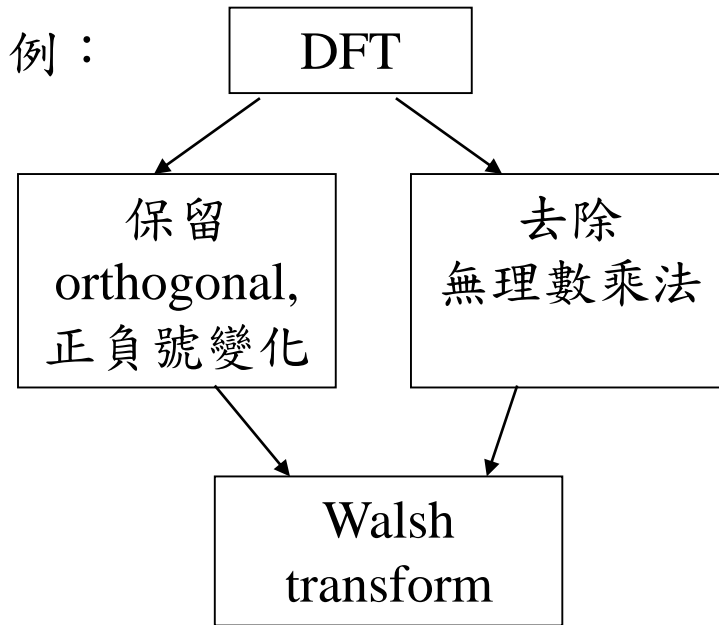 例：
DFT
保留
orthogonal,
正負號變化
去除
無理數乘法
Walsh
transform